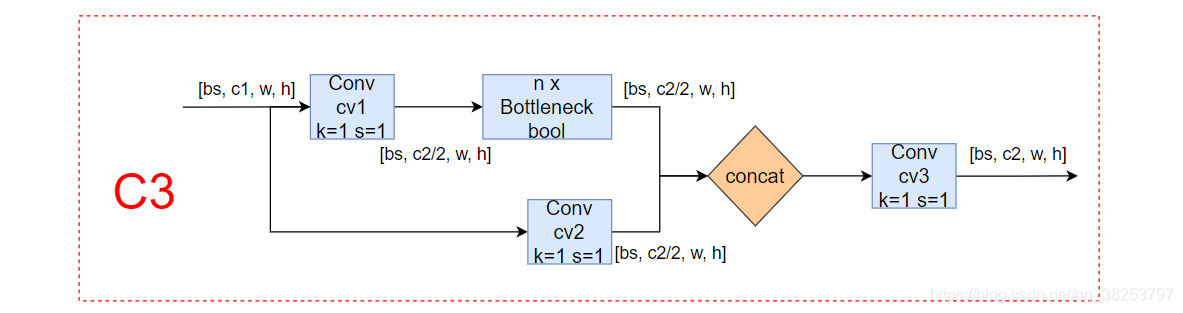 [bs, c1, w, h]
Conv
cv1
k=1 s=1
[bs, c2/2, w, h]
n x
Bottleneck
bool
[bs, c2/2, w, h]
C3
Conv
cv2
k=1 s=1
[bs, c2/2, w, h]
concat
Conv
cv3
k=1 s=1
[bs, c2, w, h]
https://blog.csdn.net/qq_38253797